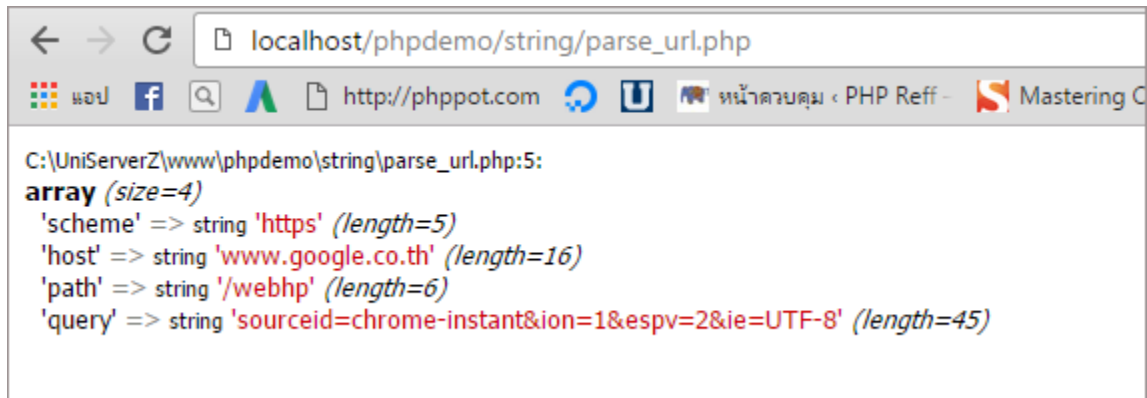 localhost/phpdemo/string/parse_url.php
แอป http://phppot.com U หน้าควบคุม ‹ PHP Reff - Mastering C
C:\UniServerZ\www\phpdemo\string\parse_url.php:5:
array (size=4)
'scheme' => string 'https' (length=5)
'host' => string 'www.google.co.th' (length=16)
'path' => string '/webhp' (length=6)
'query' => string 'sourceid=chrome-instant&ion=1&espv=2&ie=UTF-8' (length=45)